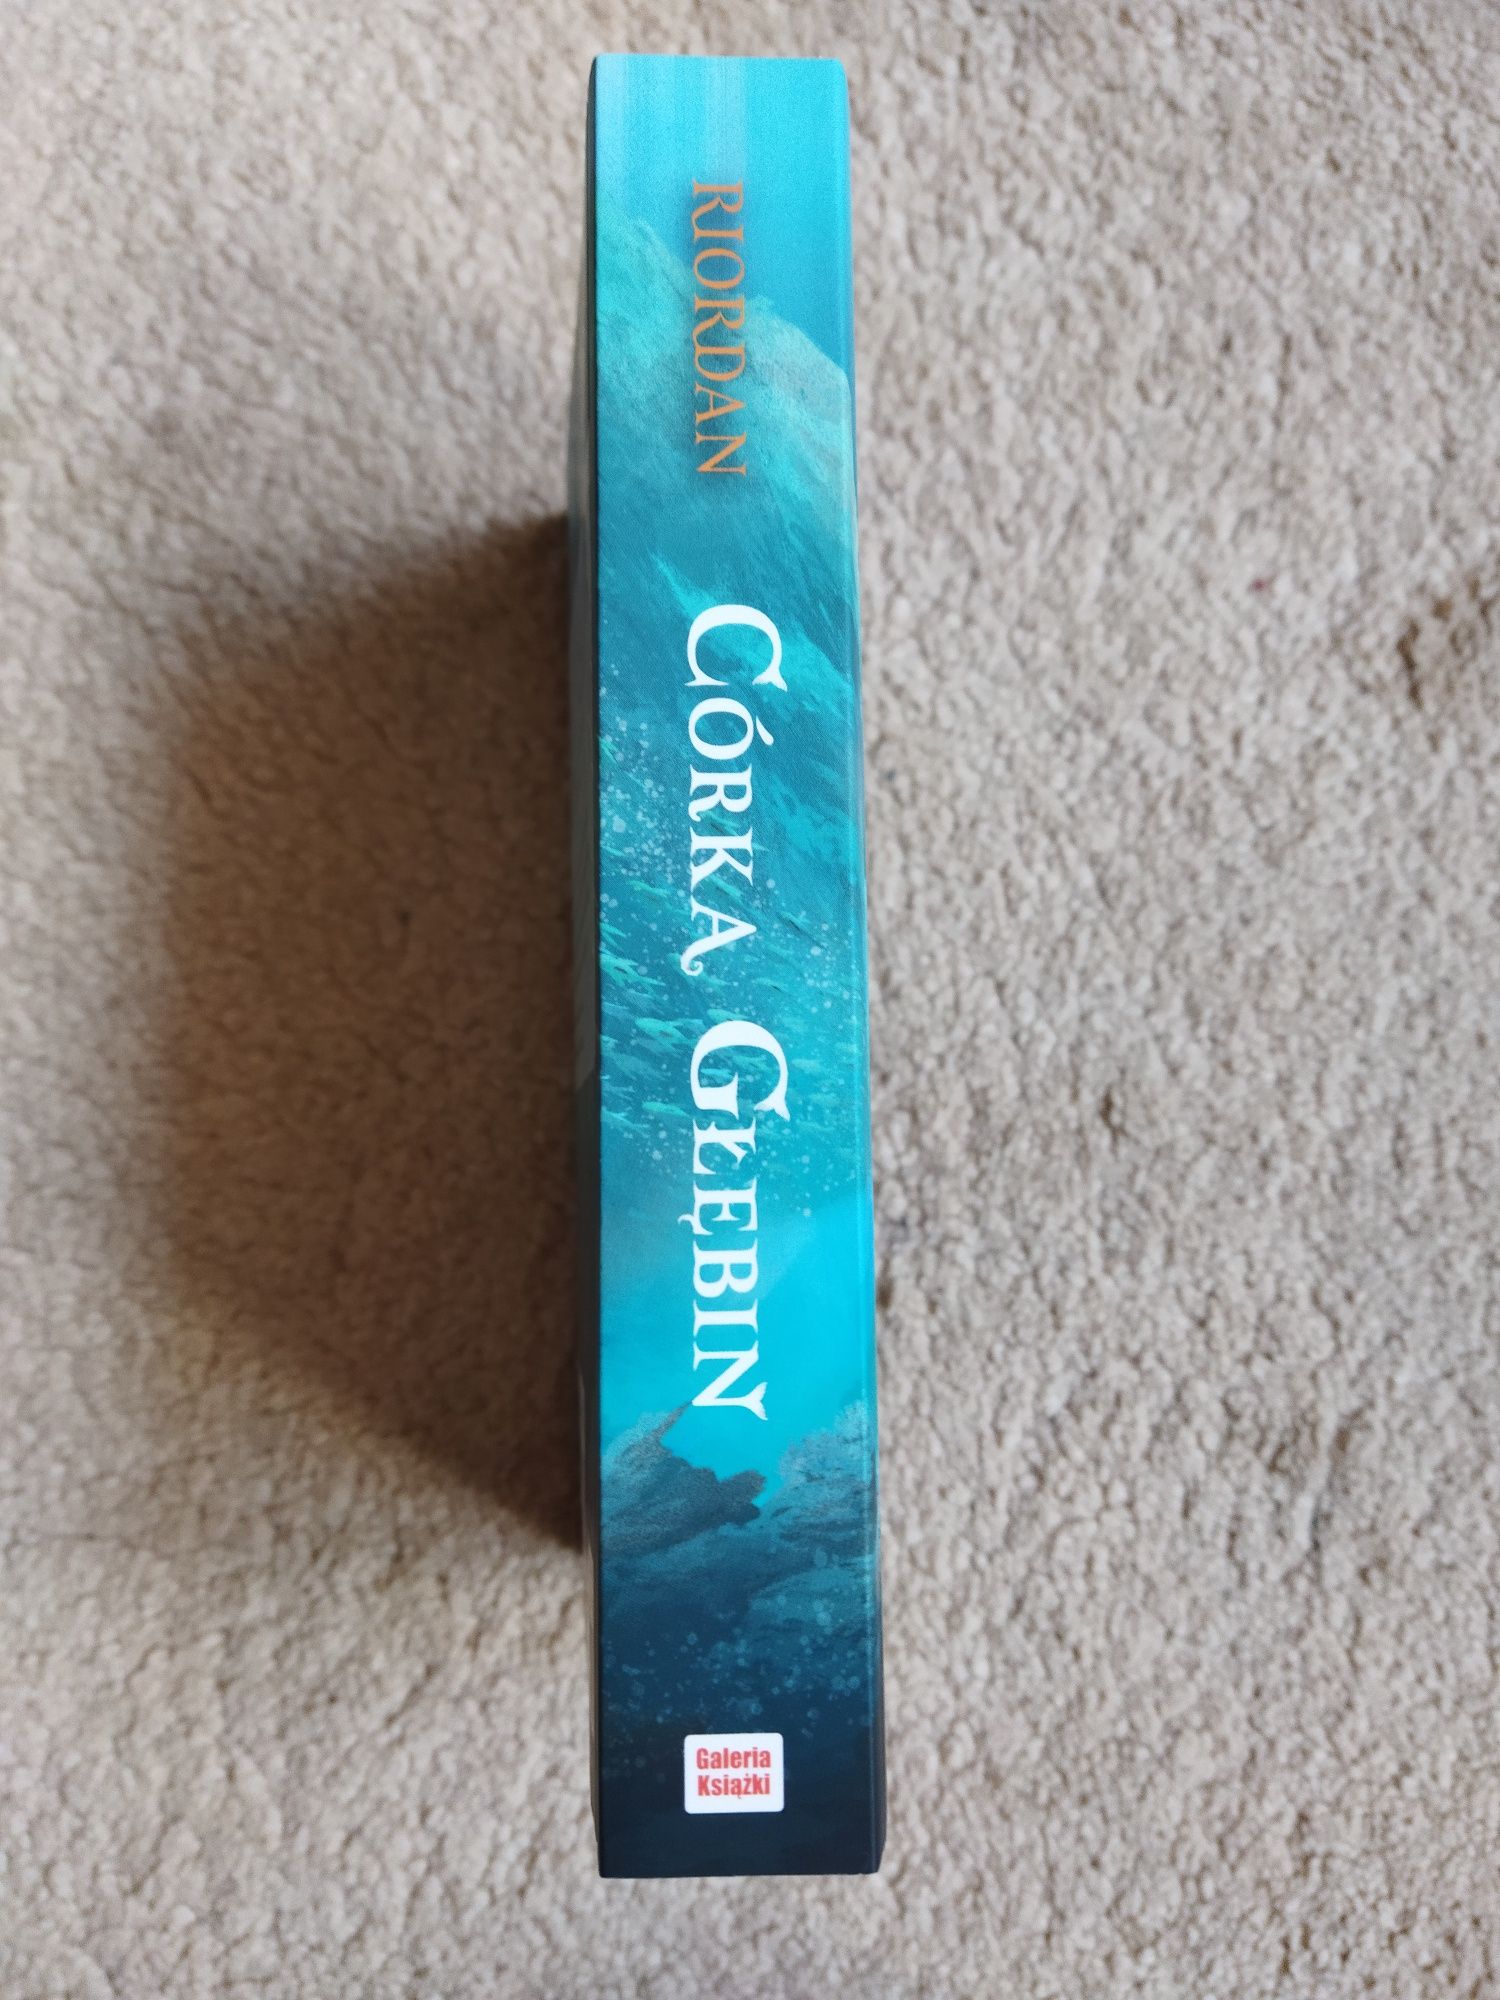 RIORDAN
CÓRKA GŁĘBIN
Galeria
Książki